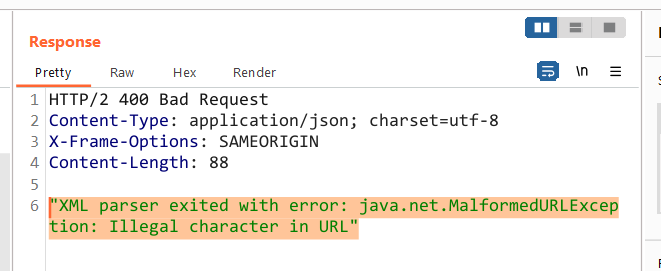 Response
Pretty Raw Hex Render \n
1 HTTP/2 400 Bad Request
2 Content-Type: application/json; charset=utf-8
3 X-Frame-Options: SAMEORIGIN
4 Content-Length: 88
5
6 "XML parser exited with error: java.net.MalformedURLExcep
tion: Illegal character in URL"